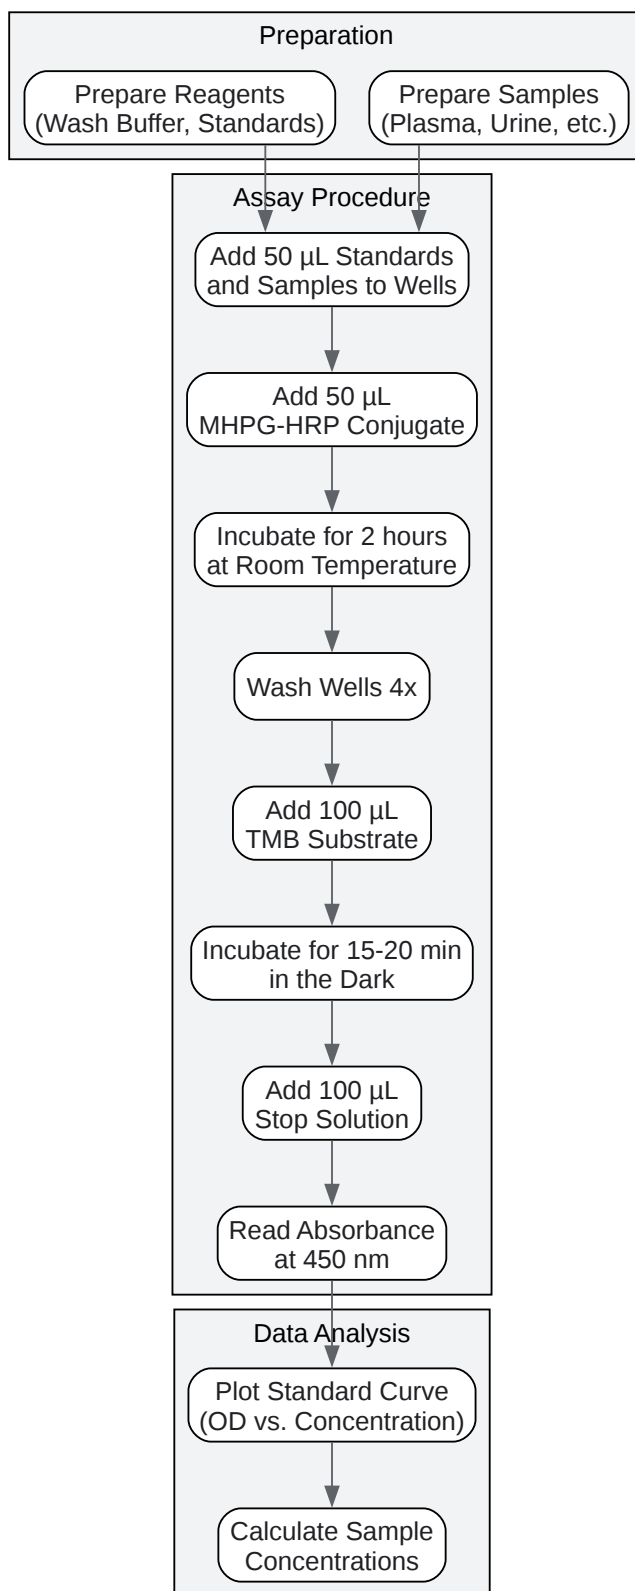 Preparation
Prepare Reagents
(Wash Buffer, Standards)
Prepare Samples
(Plasma, Urine, etc.)
Assay Procedure
Add 50 µL Standards
and Samples to Wells
Add 50 µL
MHPG-HRP Conjugate
Incubate for 2 hours
at Room Temperature
Wash Wells 4x
Add 100 µL
TMB Substrate
Incubate for 15-20 min
in the Dark
Add 100 µL
Stop Solution
Read Absorbance
at 450 nm
Data Analysis
Plot Standard Curve
(OD vs. Concentration)
Calculate Sample
Concentrations